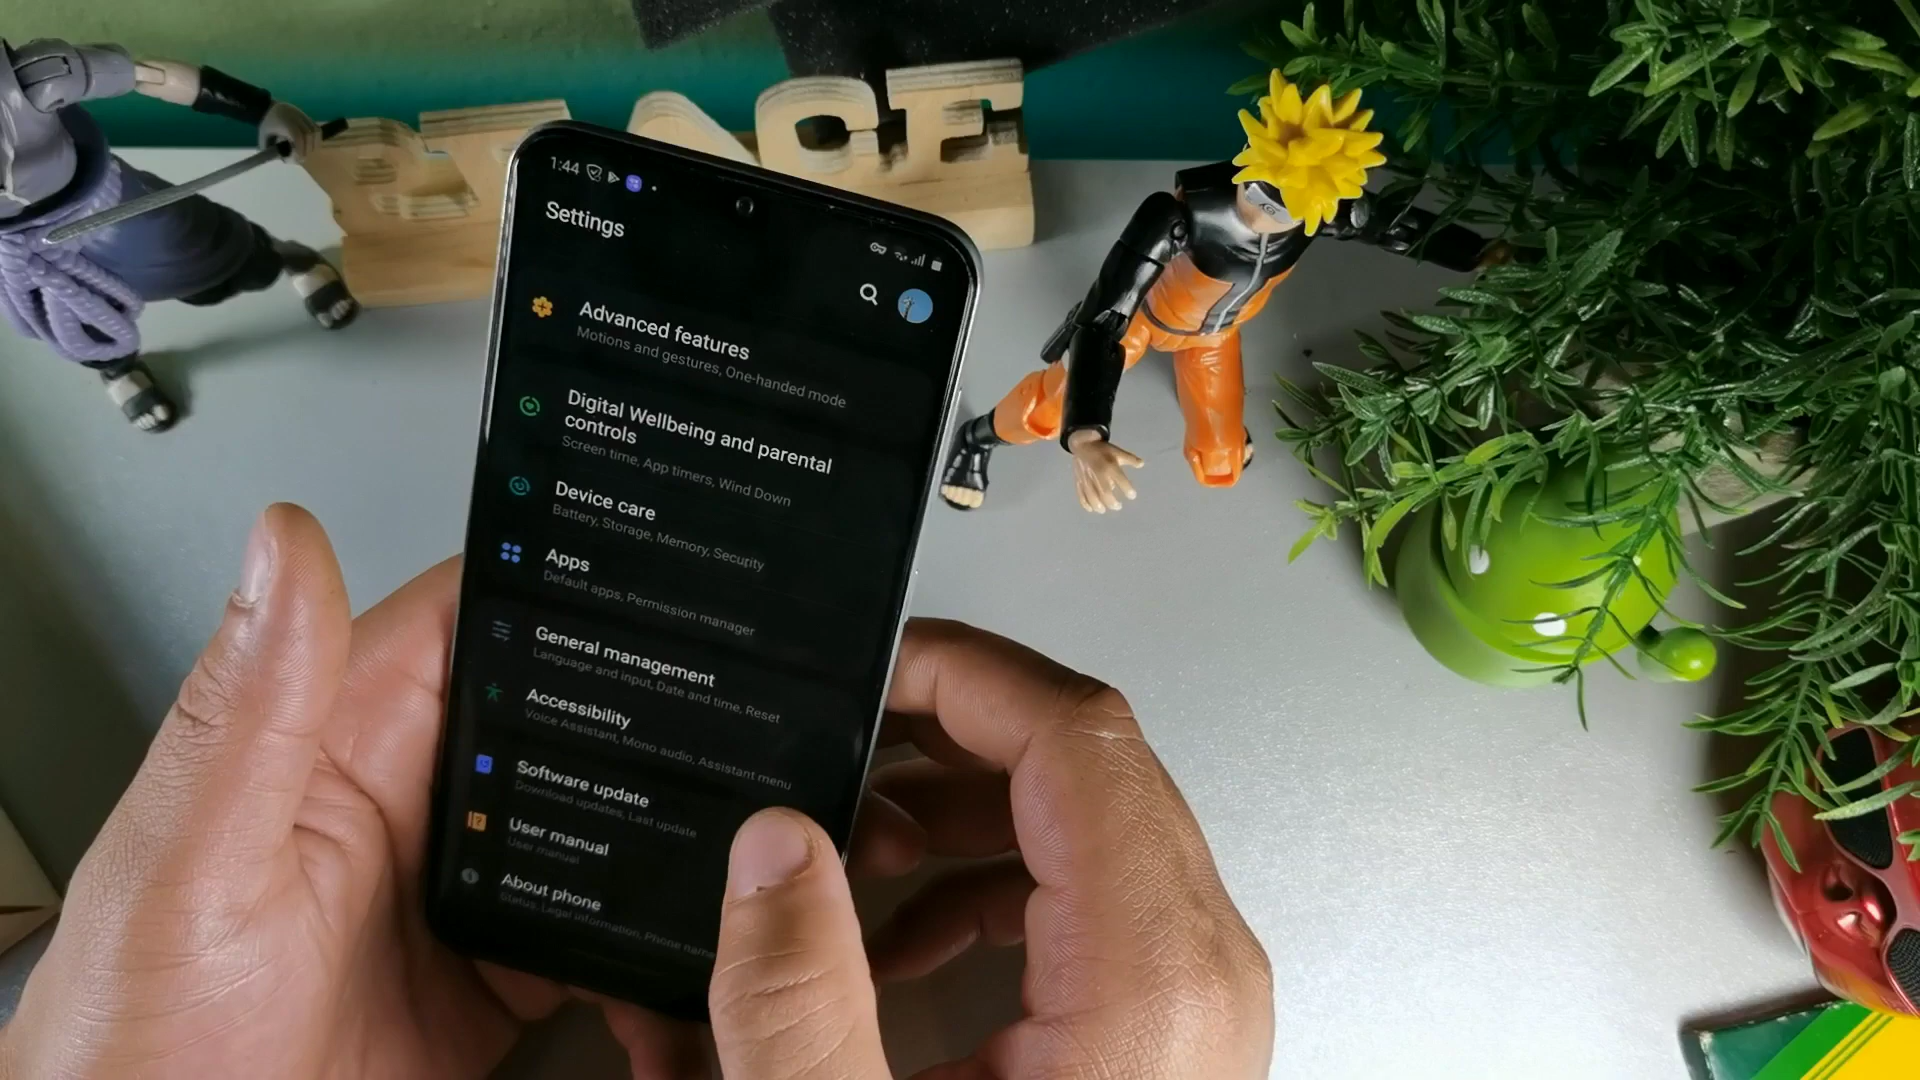 PEACE
1:44
Settings
Advanced features
Motions and gestures, One-handed mode
Digital Wellbeing and parental
controls
Screen time, App timers, Wind Down
Device care
Battery, Storage, Memory, Security
Apps
Default apps, Permission manager
General management
Language and input, Date and time, Reset
Accessibility
Voice Assistant, Mono audio, Assistant menu
Software update
Download updates, Last update
User manual
User manual
About phone
Status, Legal information, Phone name